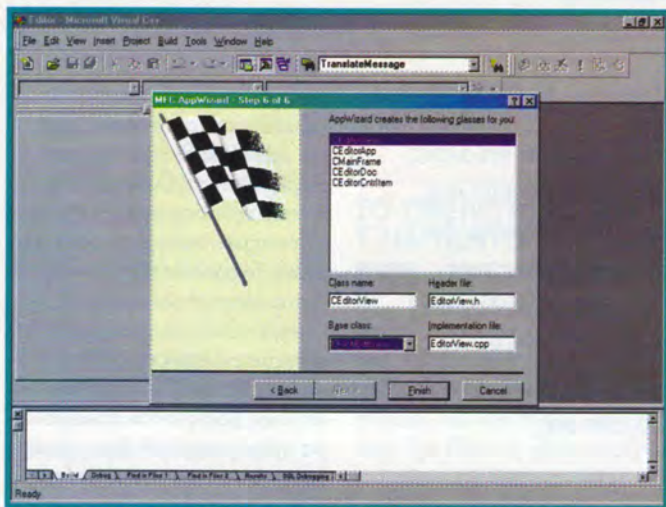 Editor - Microsoft Visual C++
File Edit View Insert Project Build Tools Window Help
TranslateMessage
MFC AppWizard - Step 6 of 6
AppWizard creates the following classes for you:
CEditorApp
CMainFrame
CEditorDoc
CEditorCntrItem
Class name:
Header file:
CEditorView
EditorView.h
Base class:
Implementation file:
EditorView.cpp
< Back
Finish
Cancel
Build Debug Find in Files 1 Find in Files 2 Results SQL Debugging
Ready